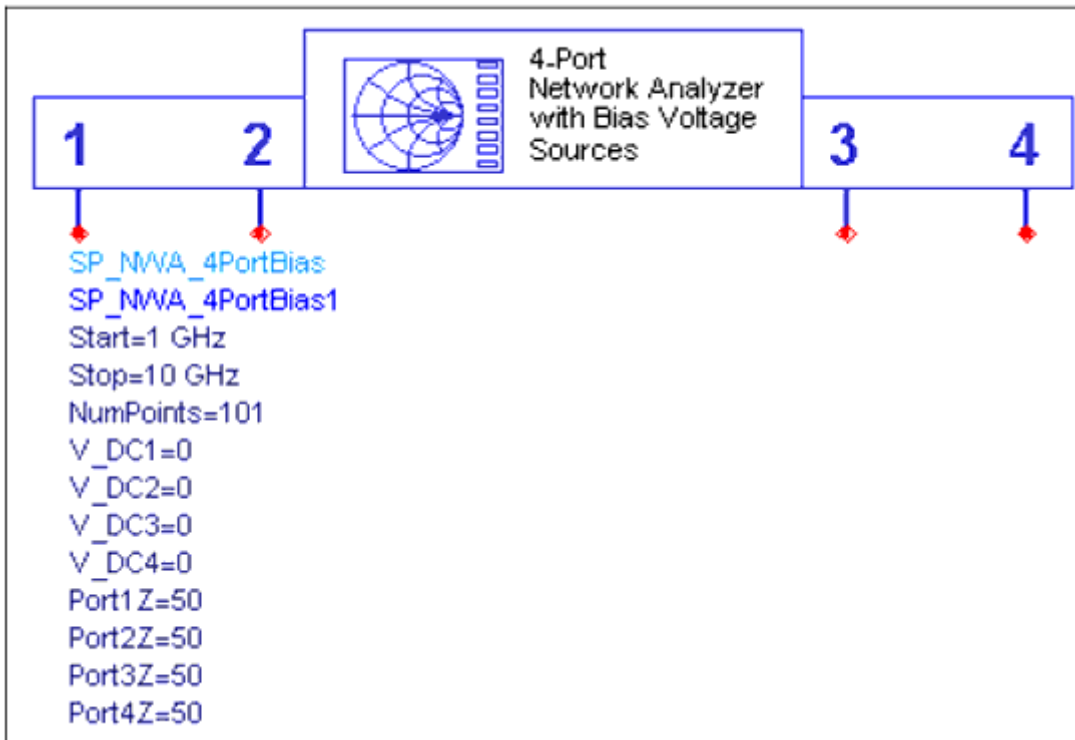 4-Port
Network Analyzer
with Bias Voltage
Sources
1 2 3 4
SP_NWA_4PortBias
SP_NWA_4PortBias1
Start=1 GHz
Stop=10 GHz
NumPoints=101
V_DC1=0
V_DC2=0
V_DC3=0
V_DC4=0
Port1Z=50
Port2Z=50
Port3Z=50
Port4Z=50